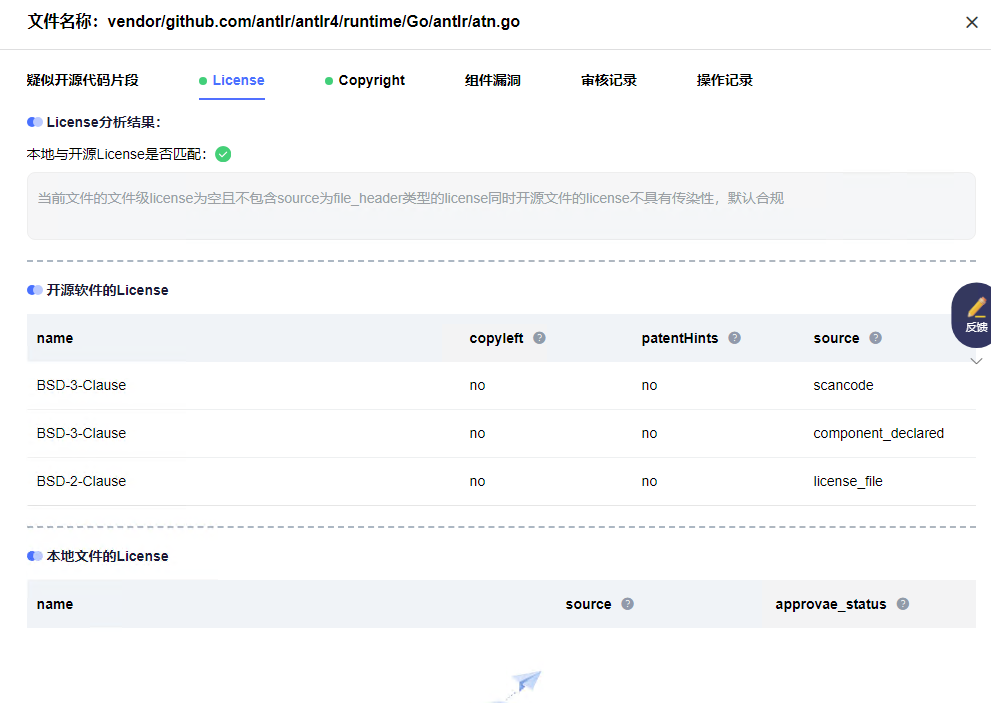 文件名称：vendor/github.com/antlr/antlr4/runtime/Go/antlr/atn.go
疑似开源代码片段 License Copyright 组件漏洞 审核记录 操作记录
License分析结果：
本地与开源License是否匹配：
当前文件的文件级license为空且不包含source为file_header类型的license同时开源文件的license不具有传染性，默认合规
开源软件的License
name copyleft patentHints source
反馈
BSD-3-Clause no no scancode
BSD-3-Clause no no component_declared
BSD-2-Clause no no license_file
本地文件的License
name source approvae_status